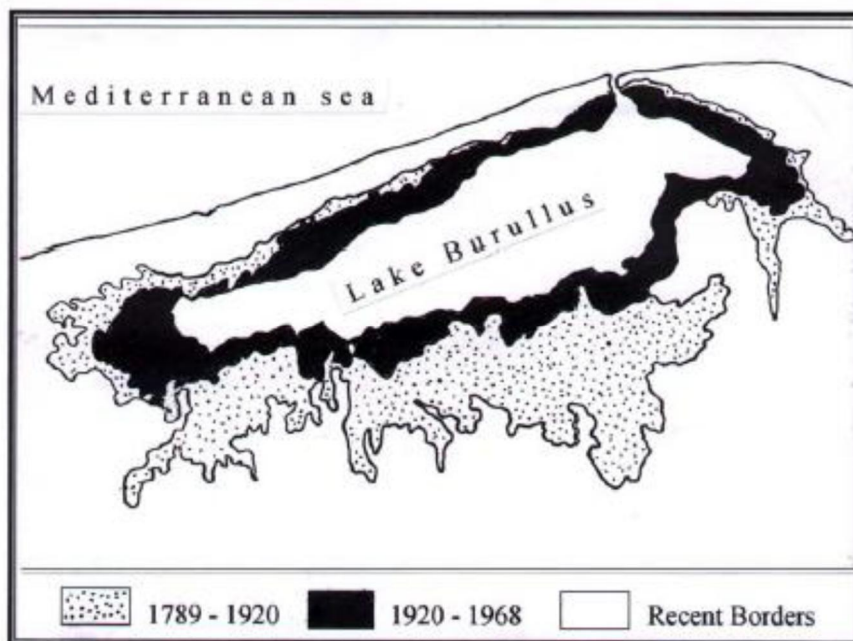 Mediterranean sea
Lake Burullus
1789 - 1920
1920 - 1968
Recent Borders